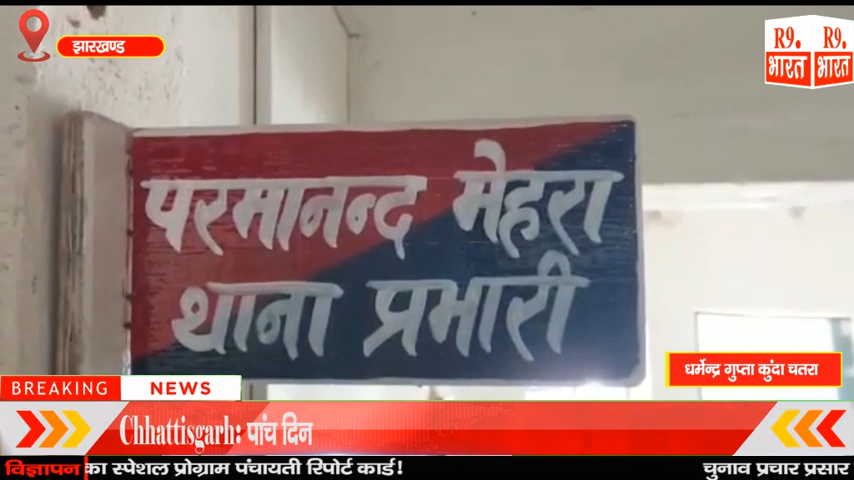 झारखण्ड
R9. R9.
भारत भारत
परमानन्द मेहरा
थाना प्रभारी
धर्मेन्द्र गुप्ता कुंदा चतरा
BREAKING NEWS
Chhattisgarh: पांच दिन
विज्ञापन का स्पेशल प्रोग्राम पंचायती रिपोर्ट कार्ड! चुनाव प्रचार प्रसार